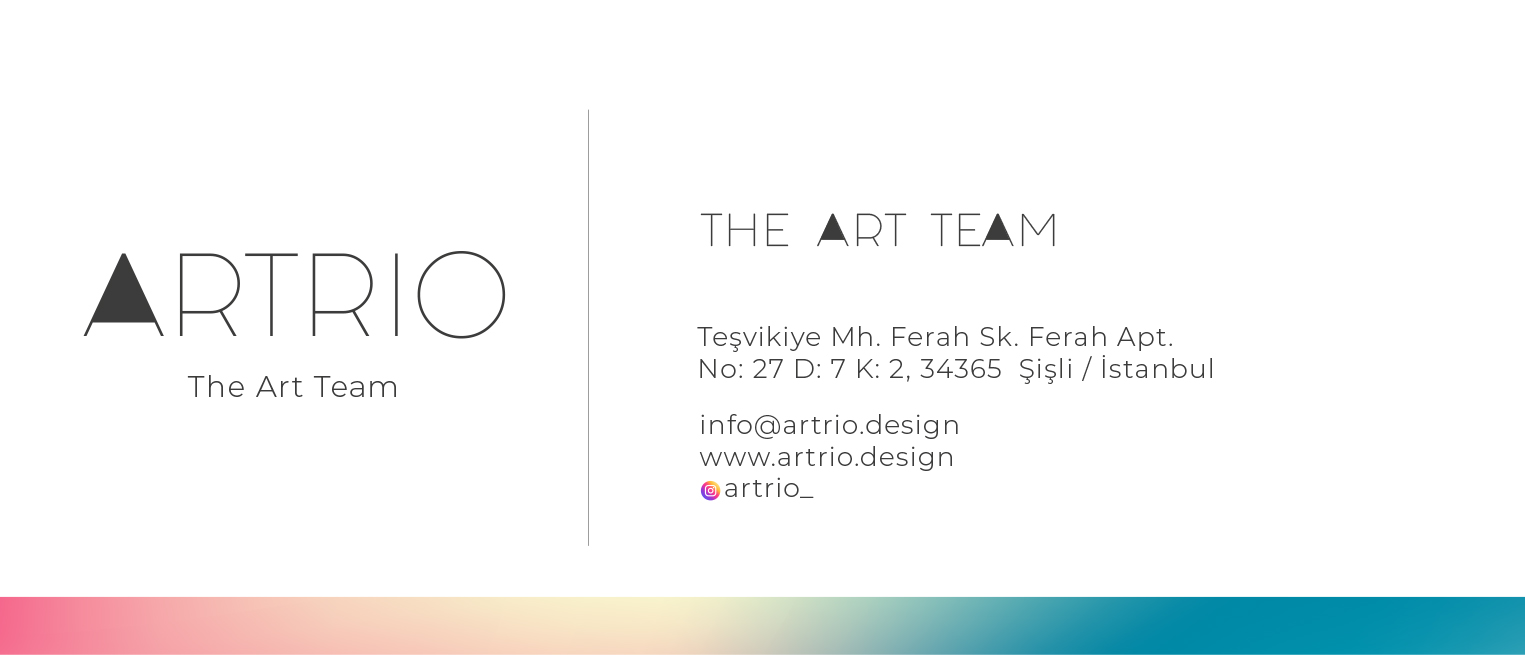 ARTRIO
The Art Team
THE ART TEAM
Teşvikiye Mh. Ferah Sk. Ferah Apt.
No: 27 D: 7 K: 2, 34365  Şişli / İstanbul
info@artrio.design
www.artrio.design
artrio_